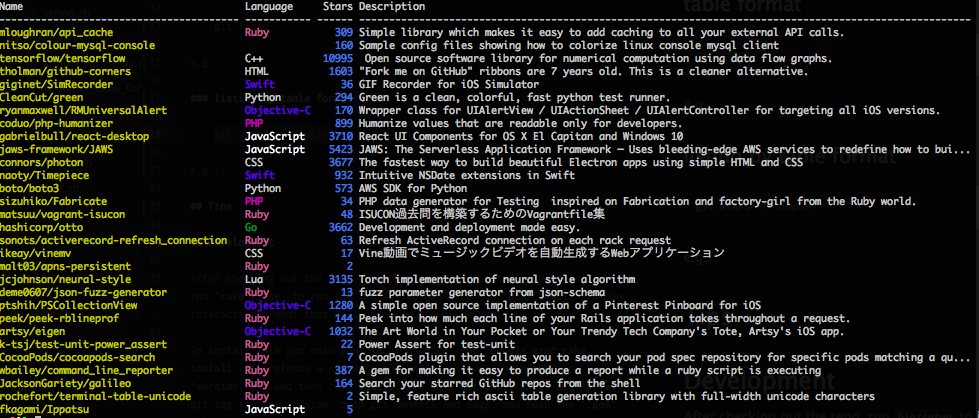 Name Language Stars Description
mloughran/api_cache Ruby 309 Simple library which makes it easy to add caching to all your external API calls.
nitso/colour-mysql-console 160 Sample config files showing how to colorize linux console mysql client
tensorflow/tensorflow C++ 10995 Open source software library for numerical computation using data flow graphs.
tholman/github-corners HTML 1603 "Fork me on GitHub" ribbons are 7 years old. This is a cleaner alternative.
giginet/SimRecorder Swift 36 GIF Recorder for iOS Simulator
CleanCut/green Python 294 Green is a clean, colorful, fast python test runner.
ryanmaxwell/RMUniversalAlert Objective-C 170 Wrapper class for UIAlertView / UIActionSheet / UIAlertController for targeting all iOS versions.
coduo/php-humanizer PHP 899 Humanize values that are readable only for developers.
gabrielbull/react-desktop JavaScript 3710 React UI Components for OS X El Capitan and Windows 10
jaws-framework/JAWS JavaScript 5423 JAWS: The Serverless Application Framework – Uses bleeding-edge AWS services to redefine how to bui...
connors/photon CSS 3677 The fastest way to build beautiful Electron apps using simple HTML and CSS
naoty/Timepiece Swift 932 Intuitive NSDate extensions in Swift
boto/boto3 Python 573 AWS SDK for Python
sizuhiko/Fabricate PHP 34 PHP data generator for Testing  inspired on Fabrication and factory-girl from the Ruby world.
matsuu/vagrant-isucon Ruby 48 ISUCON過去問を構築するためのVagrantfile集
hashicorp/otto Go 3662 Development and deployment made easy.
sonots/activerecord-refresh_connection Ruby 63 Refresh ActiveRecord connection on each rack request
ikeay/vinemv CSS 17 Vine動画でミュージックビデオを自動生成するWebアプリケーション
malt03/apns-persistent Ruby 2
jcjohnson/neural-style Lua 3135 Torch implementation of neural style algorithm
deme0607/json-fuzz-generator Ruby 13 fuzz parameter generator from json-schema
ptshih/PSCollectionView Objective-C 1280 A simple open source implementation of a Pinterest Pinboard for iOS
peek/peek-rblineprof Ruby 144 Peek into how much each line of your Rails application takes throughout a request.
artsy/eigen Objective-C 1032 The Art World in Your Pocket or Your Trendy Tech Company's Tote, Artsy's iOS app.
k-tsj/test-unit-power_assert Ruby 22 Power Assert for test-unit
CocoaPods/cocoapods-search Ruby 7 CocoaPods plugin that allows you to search your pod spec repository for specific pods matching a qu...
wbailey/command_line_reporter Ruby 387 A gem for making it easy to produce a report while a ruby script is executing
JacksonGariety/galileo Ruby 164 Search your starred GitHub repos from the shell
rochefort/terminal-table-unicode Ruby 2 Simple, feature rich ascii table generation library with full-width unicode characters
fkagami/Ippatsu JavaScript 5